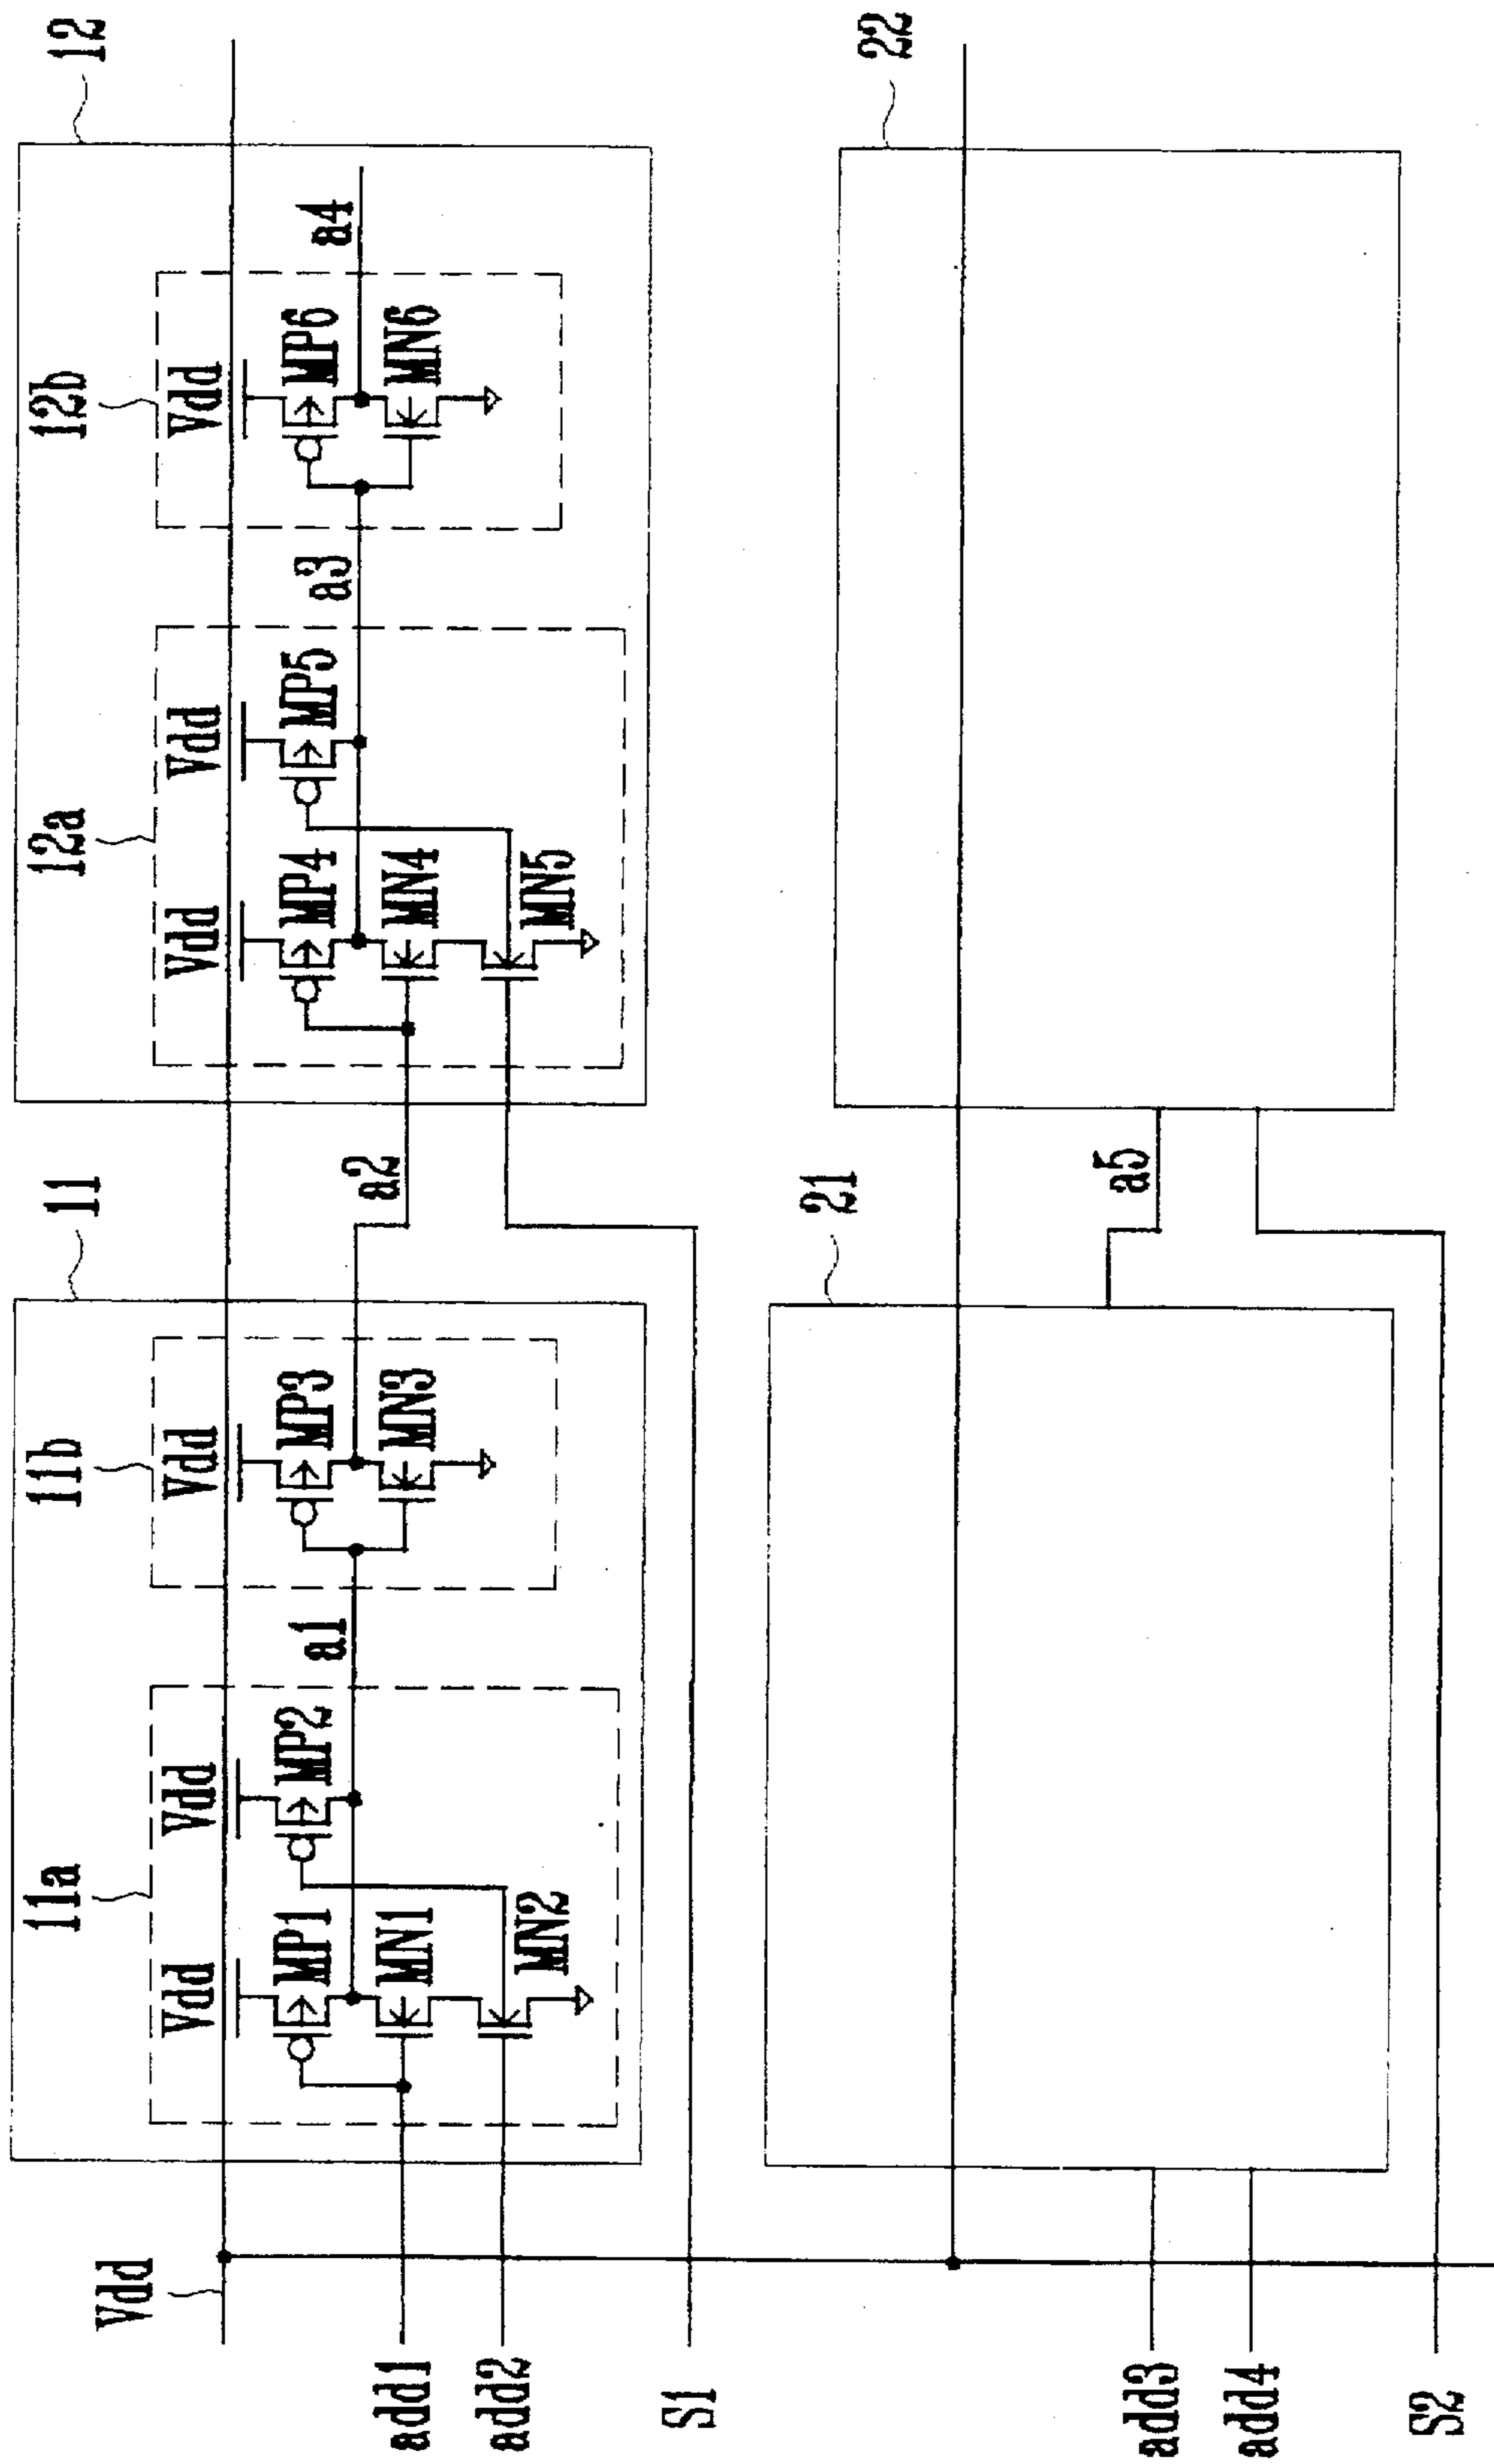 11
12
11a
11b
12a
12b
Vdd
Vdd
Vdd
Vdd
Vdd
Vdd
Vdd
MP1
MP2
MP3
MP4
MP5
MP6
a1
a3
a4
MN1
MN3
a2
MN4
MN6
add1
MN2
MN5
add2
S1
21
22
a5
add3
add4
S2